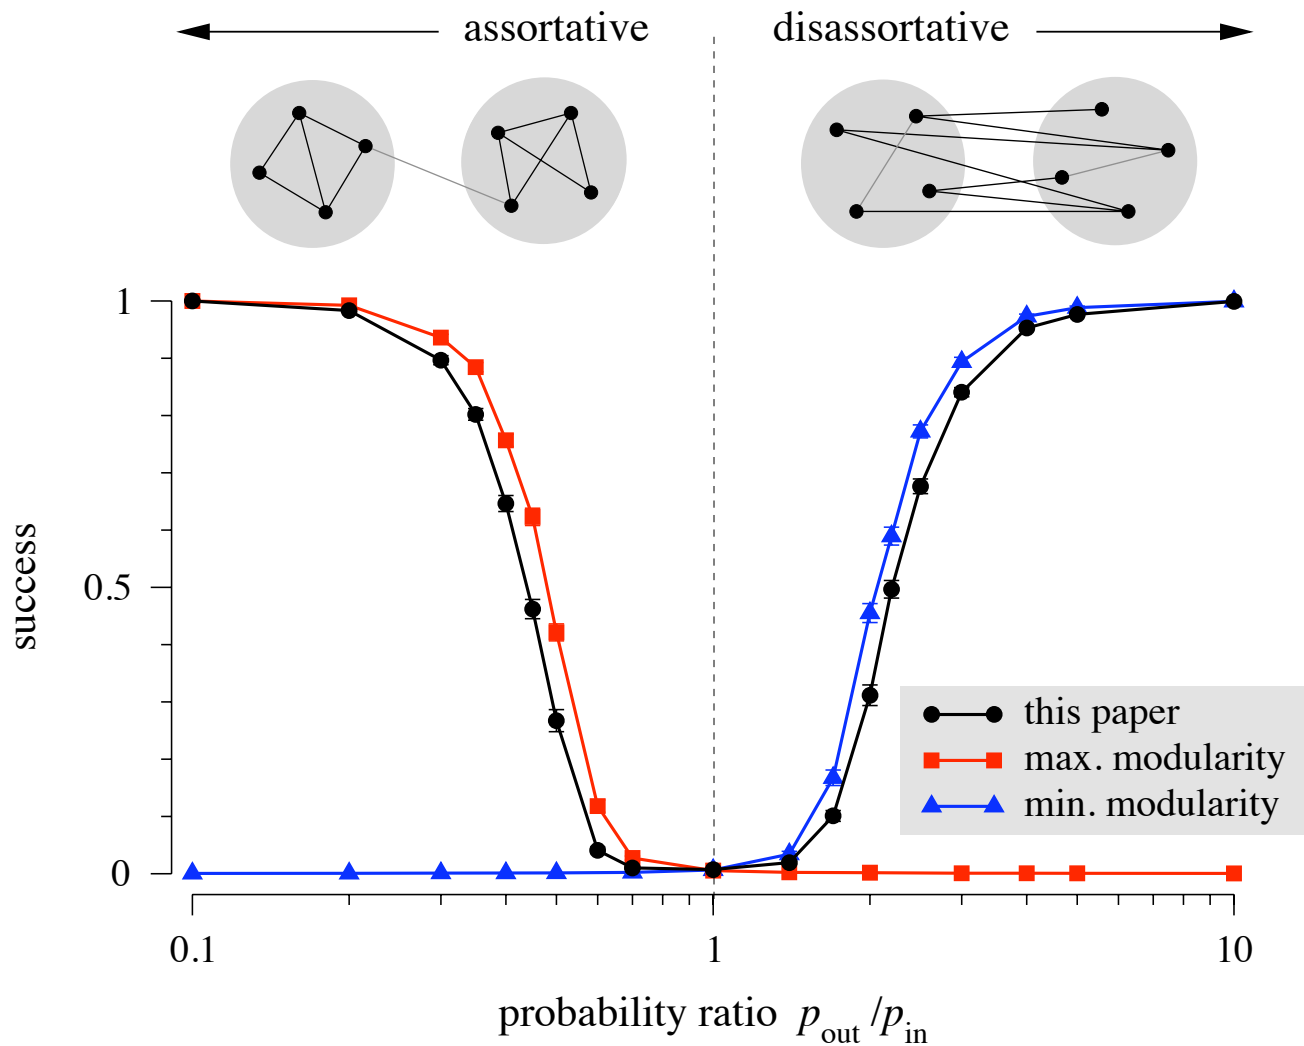 assortative
disassortative
1
0.5
0
success
this paper
max. modularity
min. modularity
0.1
1
10
probability ratio p_out /p_in